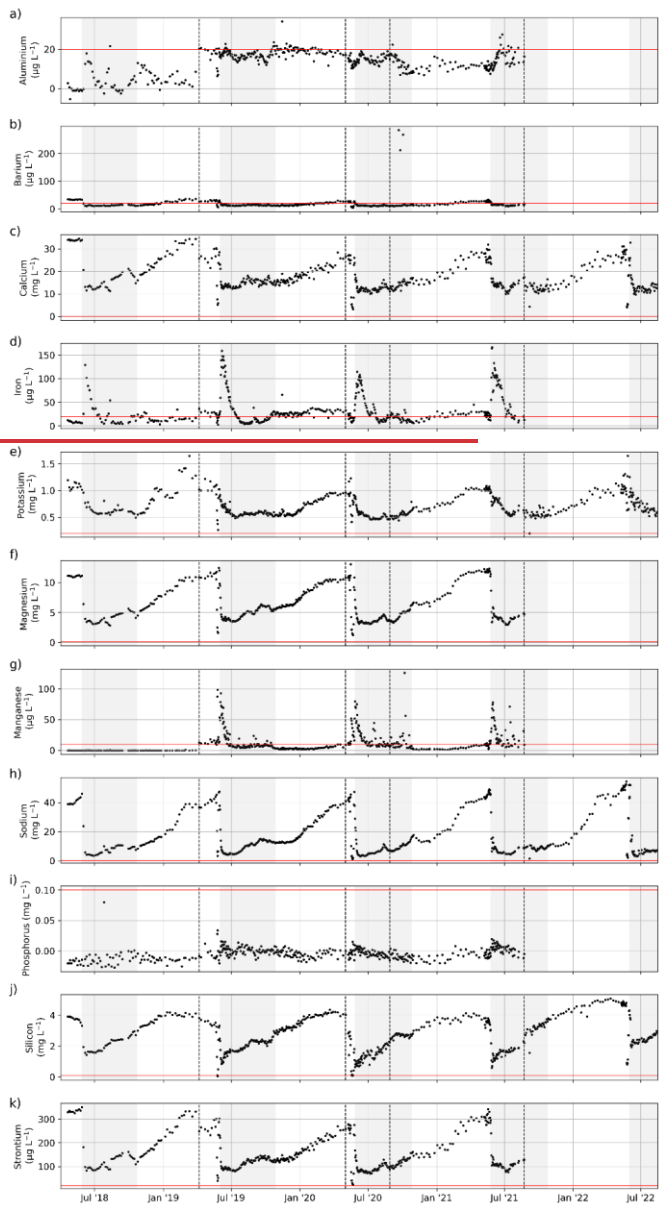 a)
Aluminium
(μg L⁻¹)
20
0
b)
Barium
(μg L⁻¹)
200
100
0
c)
Calcium
(mg L⁻¹)
30
20
10
0
d)
Iron
(μg L⁻¹)
150
100
50
0
e)
Potassium
(mg L⁻¹)
1.5
1.0
0.5
f)
Magnesium
(mg L⁻¹)
10
5
0
g)
Manganese
(μg L⁻¹)
100
50
0
h)
Sodium
(mg L⁻¹)
40
20
0
i)
Phosphorus (mg L⁻¹)
0.10
0.05
0.00
j)
Silicon
(mg L⁻¹)
4
2
0
k)
Strontium
(μg L⁻¹)
300
200
100
Jul '18 Jan '19 Jul '19 Jan '20 Jul '20 Jan '21 Jul '21 Jan '22 Jul '22